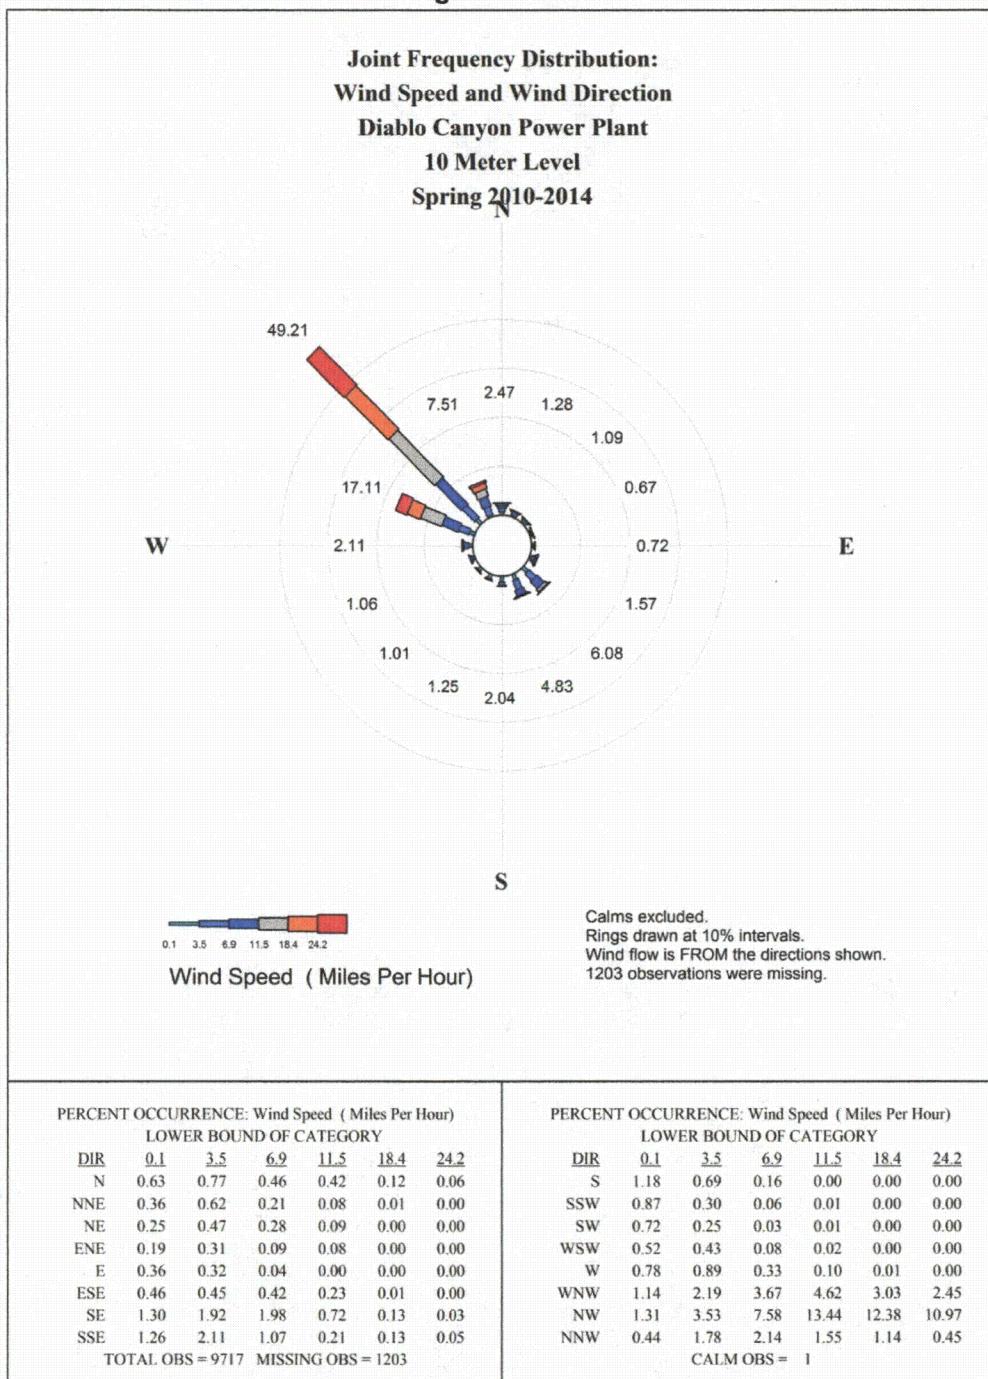 Joint Frequency Distribution:
Wind Speed and Wind Direction
Diablo Canyon Power Plant
10 Meter Level
Spring 2010-2014
N
49.21
7.51 2.47 1.28
1.09
17.11 0.67
W 2.11 0.72 E
1.06 1.57
1.01 6.08
1.25 2.04 4.83
S
0.1 3.5 6.9 11.5 18.4 24.2
Wind Speed ( Miles Per Hour)
Calms excluded.
Rings drawn at 10% intervals.
Wind flow is FROM the directions shown.
1203 observations were missing.
PERCENT OCCURRENCE: Wind Speed ( Miles Per Hour)
LOWER BOUND OF CATEGORY
DIR 0.1 3.5 6.9 11.5 18.4 24.2
N 0.63 0.77 0.46 0.42 0.12 0.06
NNE 0.36 0.62 0.21 0.08 0.01 0.00
NE 0.25 0.47 0.28 0.09 0.00 0.00
ENE 0.19 0.31 0.09 0.08 0.00 0.00
E 0.36 0.32 0.04 0.00 0.00 0.00
ESE 0.46 0.45 0.42 0.23 0.01 0.00
SE 1.30 1.92 1.98 0.72 0.13 0.03
SSE 1.26 2.11 1.07 0.21 0.13 0.05
TOTAL OBS = 9717 MISSING OBS = 1203
PERCENT OCCURRENCE: Wind Speed ( Miles Per Hour)
LOWER BOUND OF CATEGORY
DIR 0.1 3.5 6.9 11.5 18.4 24.2
S 1.18 0.69 0.16 0.00 0.00 0.00
SSW 0.87 0.30 0.06 0.01 0.00 0.00
SW 0.72 0.25 0.03 0.01 0.00 0.00
WSW 0.52 0.43 0.08 0.02 0.00 0.00
W 0.78 0.89 0.33 0.10 0.01 0.00
WNW 1.14 2.19 3.67 4.62 3.03 2.45
NW 1.31 3.53 7.58 13.44 12.38 10.97
NNW 0.44 1.78 2.14 1.55 1.14 0.45
CALM OBS = 1